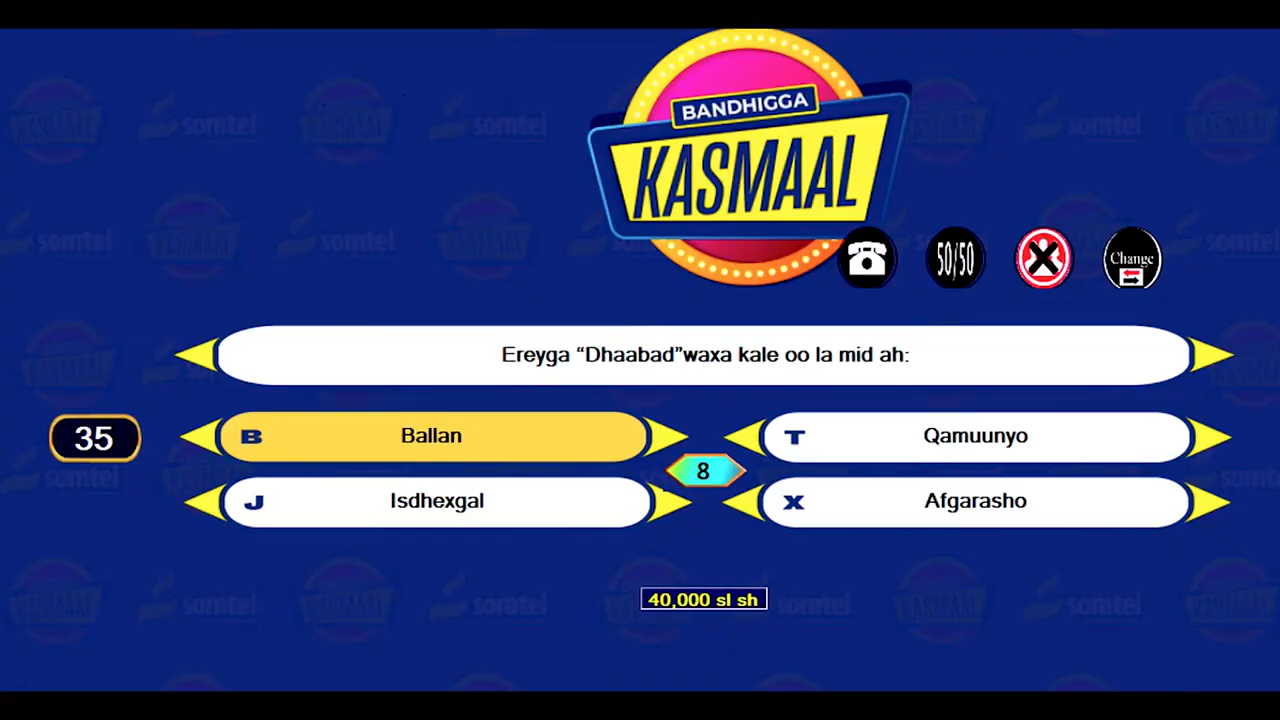 BANDHIGGA
KASMAAL
50/50
Change
Ereyga “Dhaabad”waxa kale oo la mid ah:
35
B Ballan
T Qamuunyo
8
J Isdhexgal
X Afgarasho
40,000 sl sh
somtel